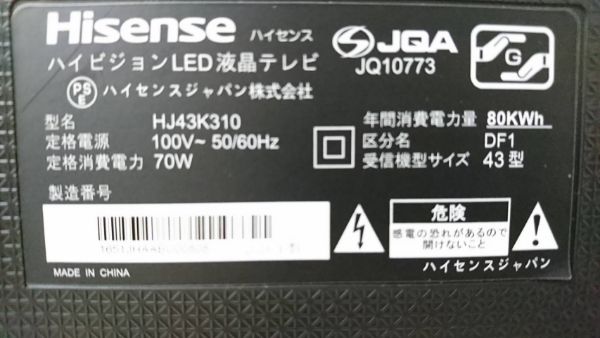 Hisense ハイセンス
JQA
JQ10773
G
ハイビジョンLED液晶テレビ
PSE ハイセンスジャパン株式会社
型名 HJ43K310
定格電源 100V~ 50/60Hz
定格消費電力 70W
年間消費電力量 80KWh
区分名 DF1
受信機型サイズ 43型
製造番号
危険
感電の恐れがあるので
開けないこと
ハイセンスジャパン
MADE IN CHINA